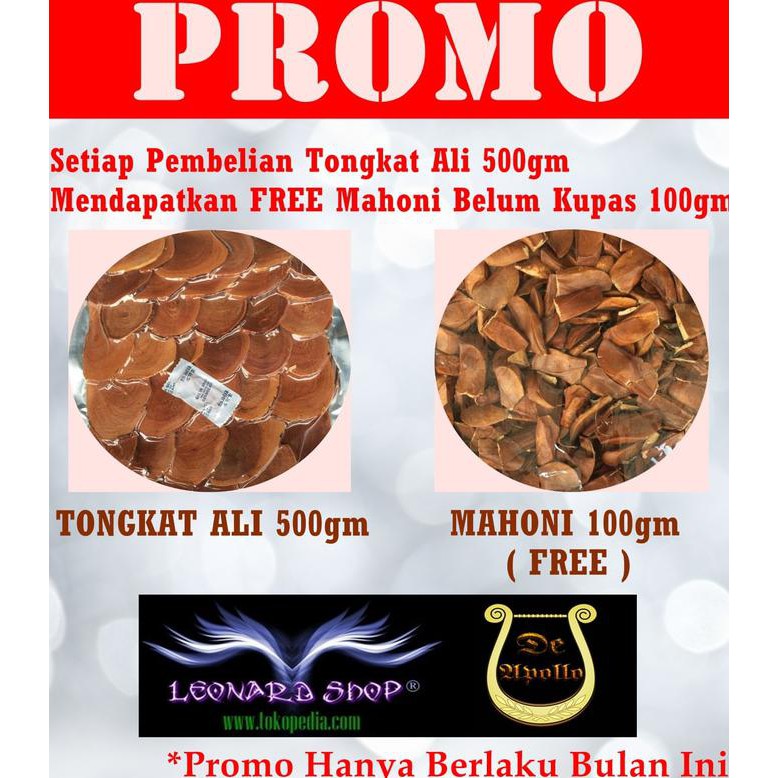 PROMO
Setiap Pembelian Tongkat Ali 500gm
Mendapatkan FREE Mahoni Belum Kupas 100gm
TONGKAT ALI 500gm
MAHONI 100gm
( FREE )
LEONARD SHOP®
www.tokopedia.com
De
Apollo
*Promo Hanya Berlaku Bulan Ini